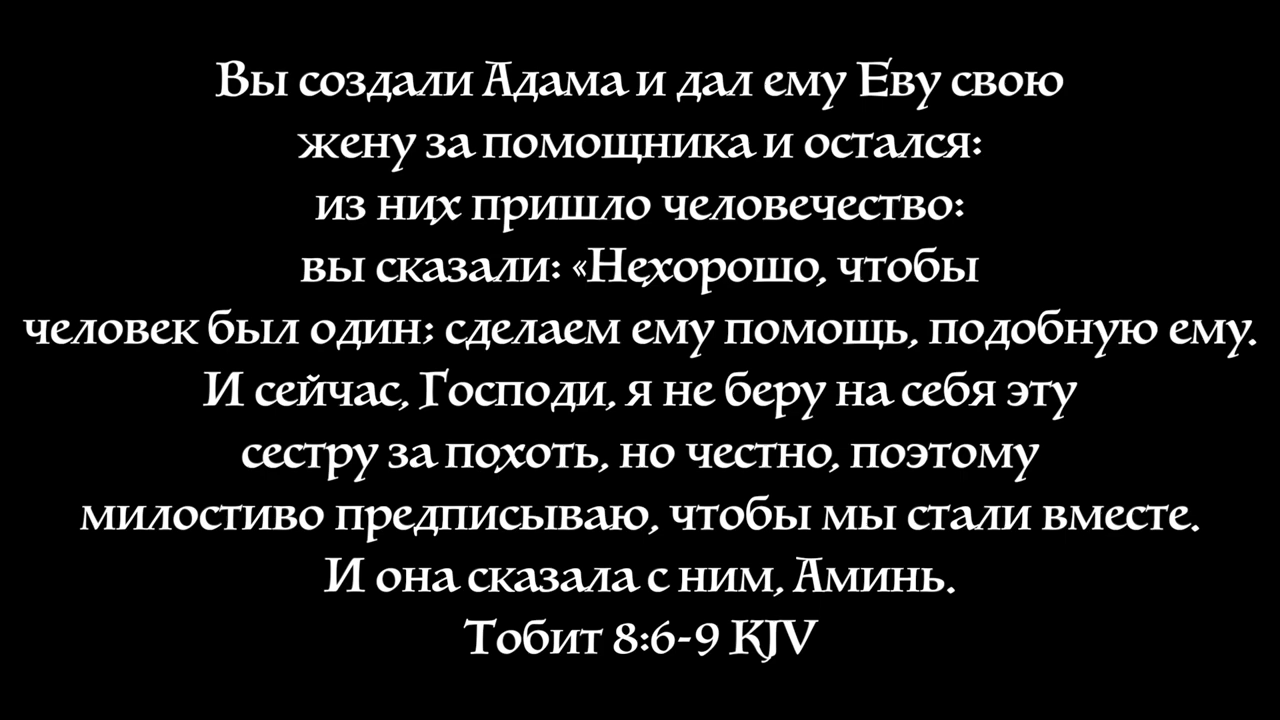 Вы создали Адама и дал ему Еву свою
жену за помощника и остался:
из них пришло человечество:
вы сказали: «Нехорошо, чтобы
человек был один; сделаем ему помощь, подобную ему.
И сейчас, Господи, я не беру на себя эту
сестру за похоть, но честно, поэтому
милостиво предписываю, чтобы мы стали вместе.
И она сказала с ним, Аминь.
Тобит 8:6-9 KJV